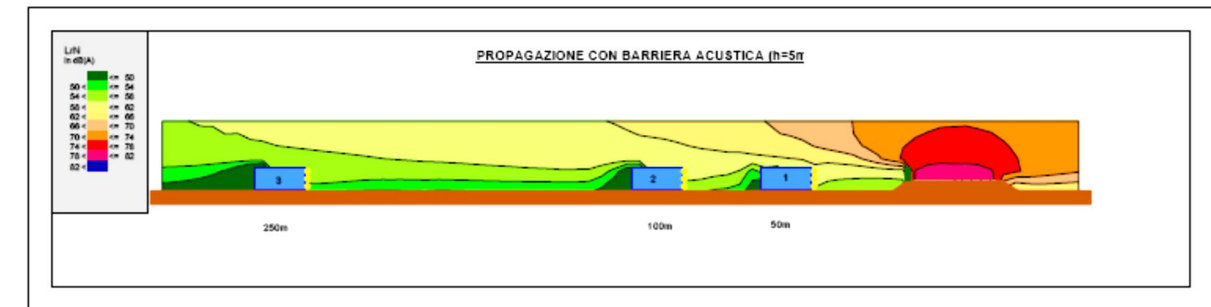 LrN
in dB(A)
PROPAGAZIONE CON BARRIERA ACUSTICA (h=5m
<= 50
50 < <= 54
54 < <= 58
58 < <= 62
62 < <= 66
66 < <= 70
70 < <= 74
74 < <= 78
78 < <= 82
82 <
3
2
1
250m
100m
50m